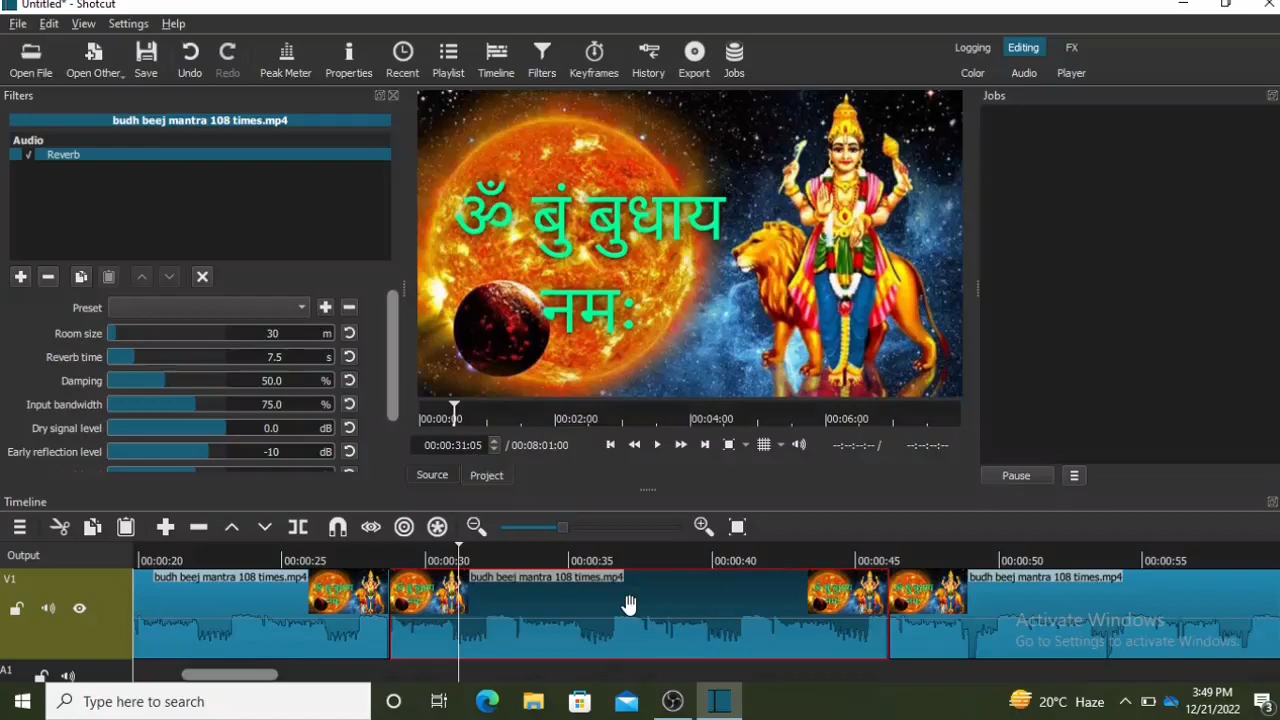 Untitled* - Shotcut
File Edit View Settings Help
Open File Open Other.. Save Undo Redo Peak Meter Properties Recent Playlist Timeline Filters Keyframes History Export Jobs
Logging Editing FX
Color Audio Player
Filters
Jobs
budh beej mantra 108 times.mp4
Audio
✓ Reverb
ॐ बुं बुधाय
नमः
Preset
Room size 30 m
Reverb time 7.5 s
Damping 50.0 %
Input bandwidth 75.0 %
Dry signal level 0.0 dB
Early reflection level -10 dB
00:00:00 00:02:00 00:04:00 00:06:00
00:00:31:05 / 00:08:01:00 --:--:--:-- / --:--:--:--
Source Project
Pause
Timeline
Output
00:00:20 00:00:25 00:00:30 00:00:35 00:00:40 00:00:45 00:00:50 00:00:55
V1
budh beej mantra 108 times.mp4 budh beej mantra 108 times.mp4 budh beej mantra 108 times.mp4
Activate Windows
Go to Settings to activate Windows.
A1
Type here to search
20°C Haze
3:49 PM
12/21/2022
3